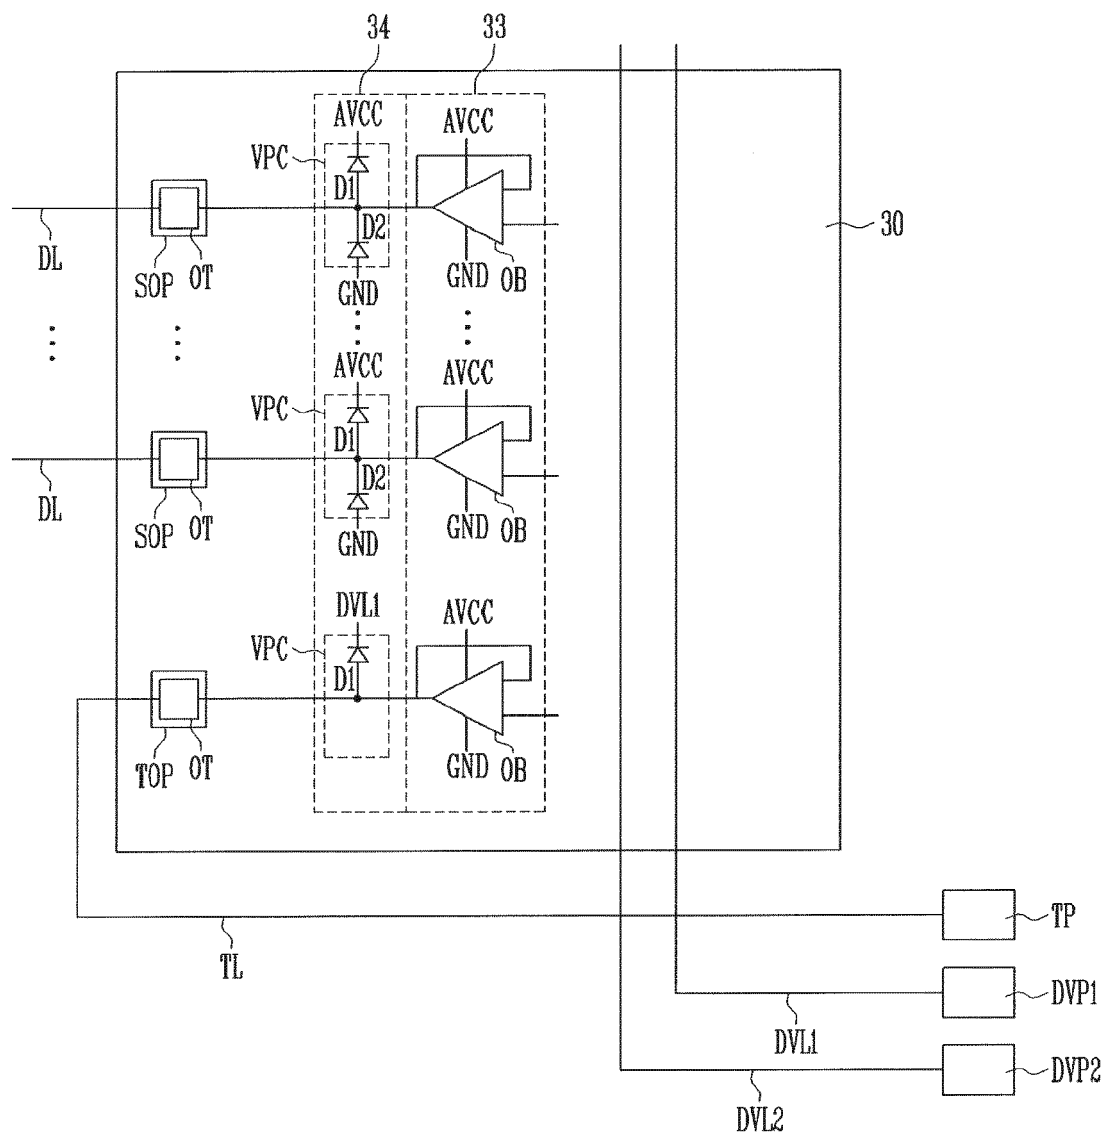 34
33
AVCC
AVCC
VPC
D1
D2
30
DL
SOP
OT
GND
GND
OB
AVCC
AVCC
VPC
D1
D2
DL
SOP
OT
GND
GND
OB
DVL1
AVCC
VPC
D1
TOP
OT
GND
OB
TP
TL
DVP1
DVL1
DVP2
DVL2